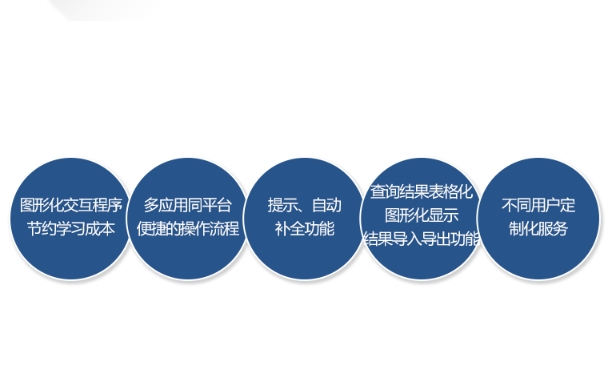 图形化交互程序
节约学习成本
多应用同平台
便捷的操作流程
提示、自动
补全功能
查询结果表格化
图形化显示
结果导入导出功能
不同用户定
制化服务